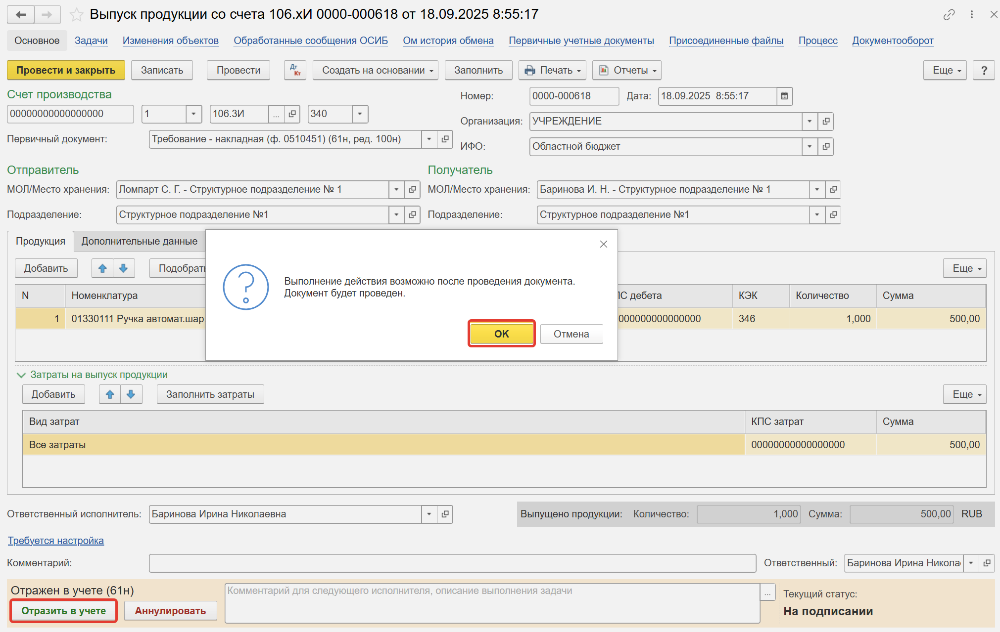 Выпуск продукции со счета 106.хИ 0000-000618 от 18.09.2025 8:55:17
Основное Задачи Изменения объектов Обработанные сообщения ОСИБ Ом история обмена Первичные учетные документы Присоединенные файлы Процесс Документооборот
Провести и закрыть Записать Провести Дт Кт Создать на основании Заполнить Печать Отчеты Еще ?
Счет производства
Номер: 0000-000618 Дата: 18.09.2025 8:55:17
00000000000000000 1 106.3И ... 340
Организация: УЧРЕЖДЕНИЕ
Первичный документ: Требование - накладная (ф. 0510451) (61н, ред. 100н)
ИФО: Областной бюджет
Отправитель Получатель
МОЛ/Место хранения: Ломпарт С. Г. - Структурное подразделение № 1 МОЛ/Место хранения: Баринова И. Н. - Структурное подразделение № 1
Подразделение: Структурное подразделение №1 Подразделение: Структурное подразделение №1
Продукция Дополнительные данные
Добавить Подобрать Еще
N Номенклатура ПС дебета КЭК Количество Сумма
1 01330111 Ручка автомат.шар. 000000000000000 346 1,000 500,00
Выполнение действия возможно после проведения документа.
Документ будет проведен.
OK Отмена
Затраты на выпуск продукции
Добавить Заполнить затраты Еще
Вид затрат КПС затрат Сумма
Все затраты 00000000000000000 500,00
Ответственный исполнитель: Баринова Ирина Николаевна Выпущено продукции: Количество: 1,000 Сумма: 500,00 RUB
Требуется настройка
Комментарий: Ответственный: Баринова Ирина Никола
Отражен в учете (61н) Комментарий для следующего исполнителя, описание выполнения задачи ... Текущий статус:
Отразить в учете Аннулировать На подписании